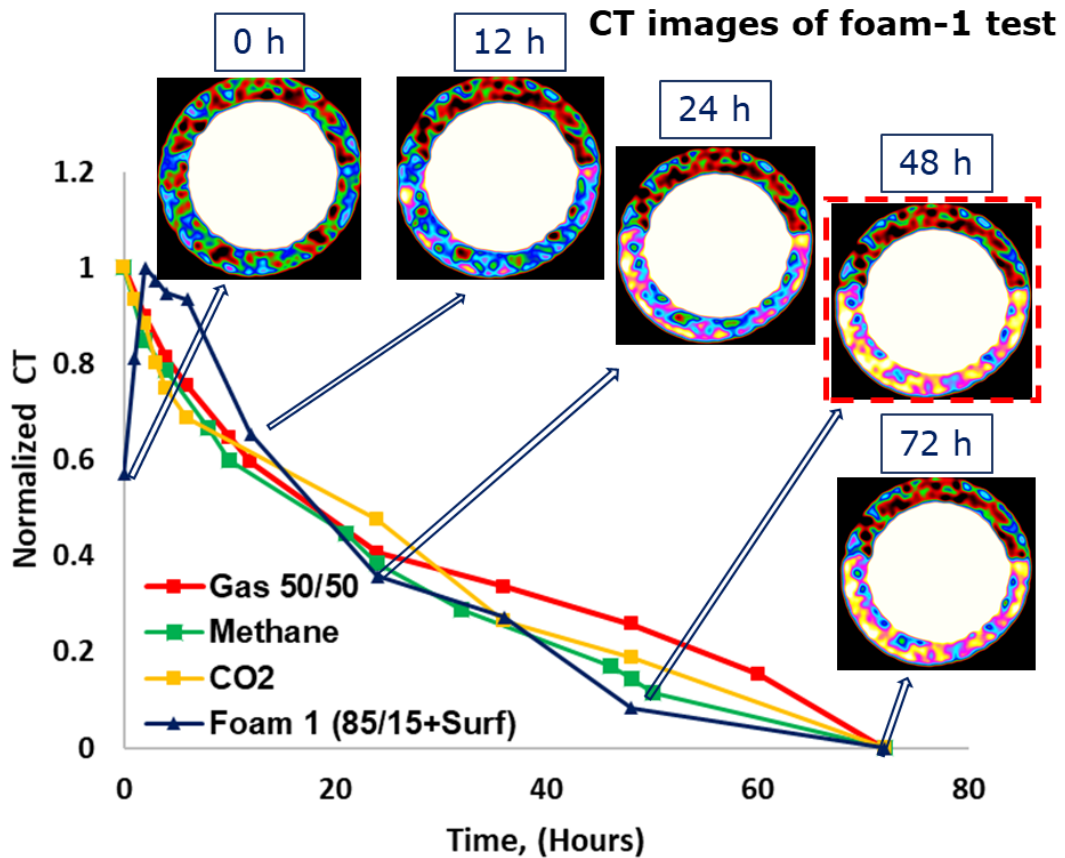 CT images of foam-1 test
0 h
12 h
24 h
48 h
72 h
1.2
1
0.8
0.6
0.4
0.2
0
Normalized CT
Gas 50/50
Methane
CO2
Foam 1 (85/15+Surf)
0 20 40 60 80
Time, (Hours)